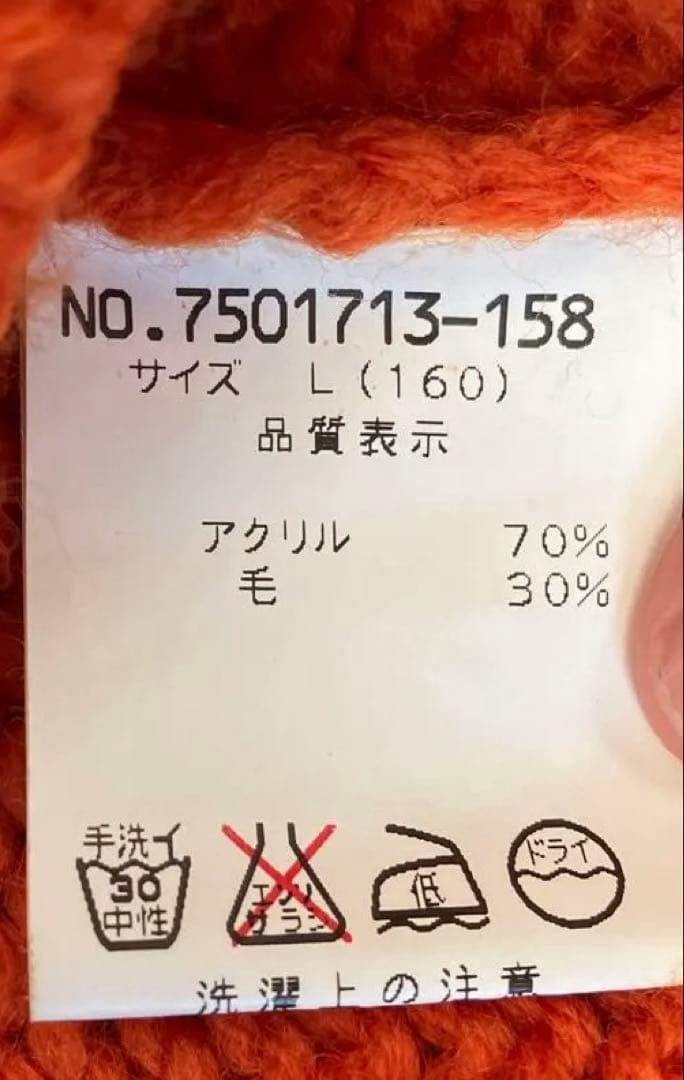 NO.7501713-158
サイズ L(160)
品質表示
アクリル 70%
毛 30%
手洗イ
30
中性
エンソ
サラシ
低
ドライ
洗濯上の注意